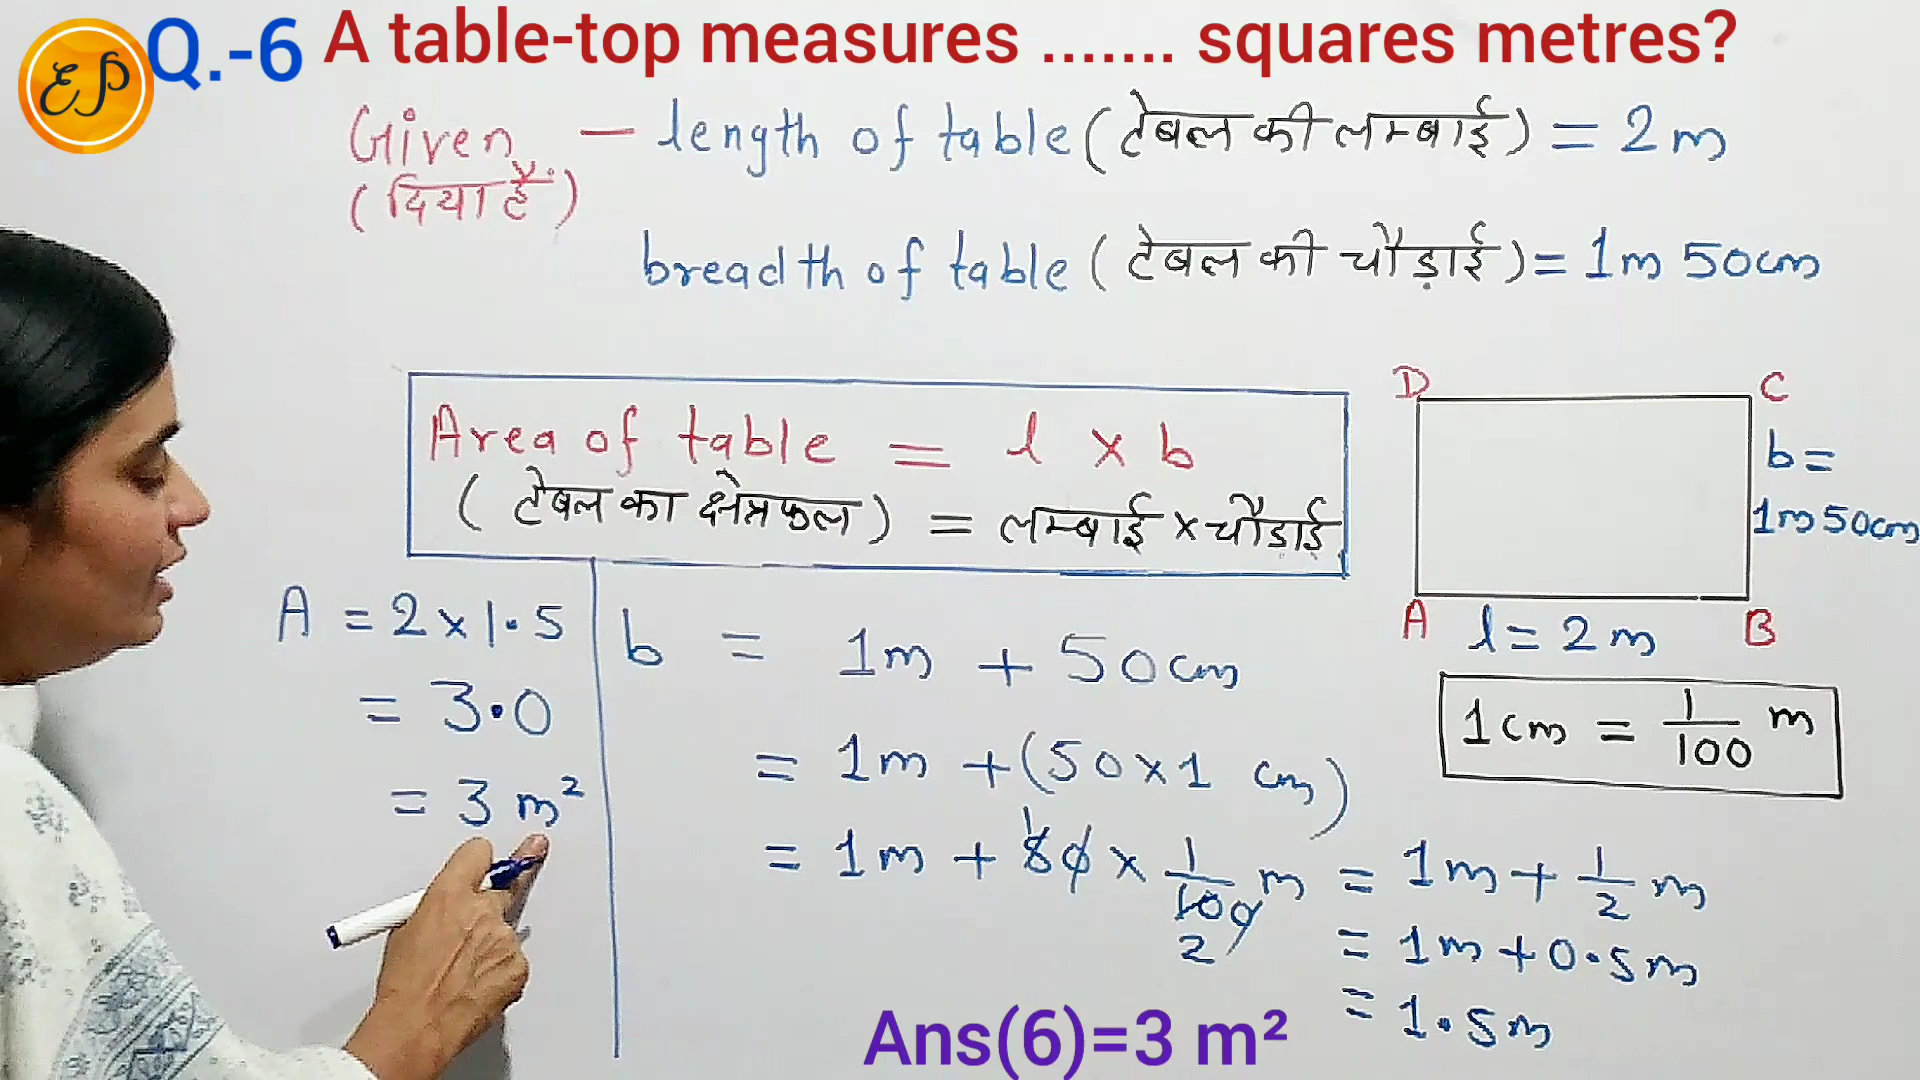 EP
Q.-6 A table-top measures ....... squares metres?
Given — length of table (टेबल की लम्बाई) = 2m
(दिया है)
breadth of table (टेबल की चौड़ाई) = 1m 50cm
Area of table = l × b
(टेबल का क्षेत्रफल) = लम्बाई × चौडाई
D C
b =
1m 50cm
A B
l = 2m
1cm = 1/100 m
A = 2 × 1.5
= 3.0
= 3 m²
b = 1m + 50cm
= 1m + (50 × 1 cm)
= 1m + 50 × 1/100 m = 1m + 1/2 m
1 2
= 1m + 0.5m
= 1.5m
Ans(6)=3 m²